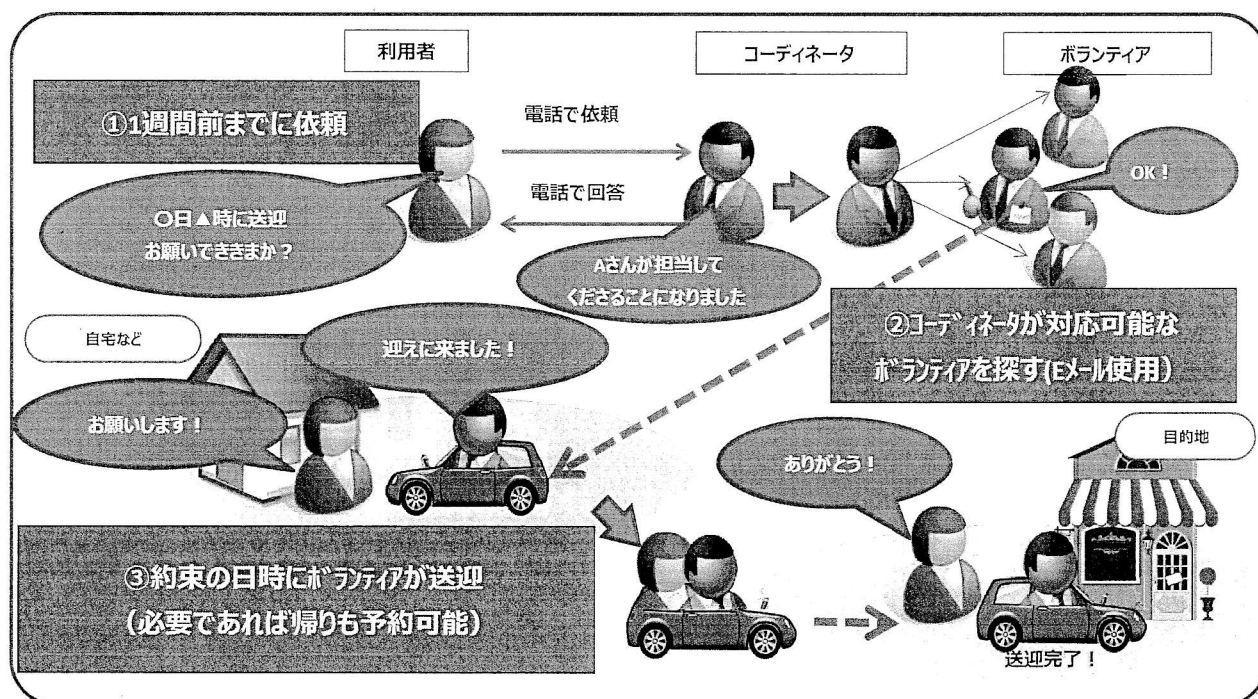 利用者
コーディネータ
ボランティア
①1週間前までに依頼
電話で依頼
電話で回答
OK！
〇日▲時に送迎
お願いでききまか？
Aさんが担当して
くださることになりました
②コーディネータが対応可能な
ボランティアを探す(Eメール使用)
自宅など
迎えに来ました！
お願いします！
目的地
ありがとう！
③約束の日時にボランティアが送迎
（必要であれば帰りも予約可能）
送迎完了！